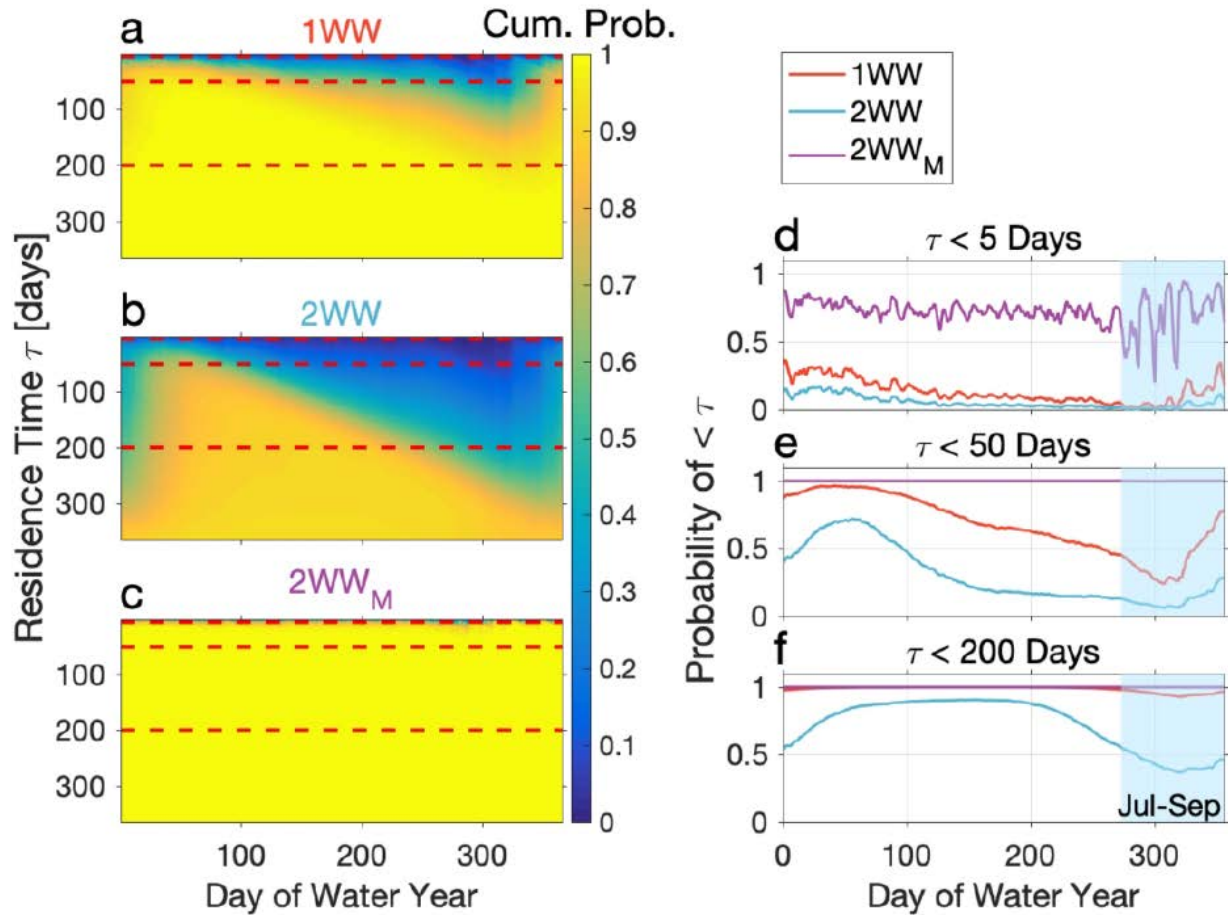 a
1WW
Cum. Prob.
100
200
300
b
2WW
100
200
300
c
2WW_M
100
200
300
100 200 300
Day of Water Year
Residence Time τ [days]
1
0.9
0.8
0.7
0.6
0.5
0.4
0.3
0.2
0.1
0
1WW
2WW
2WW_M
d
τ < 5 Days
1
0.5
0
e
τ < 50 Days
1
0.5
0
f
τ < 200 Days
1
0.5
0
Jul-Sep
0 100 200 300
Day of Water Year
Probability of < τ